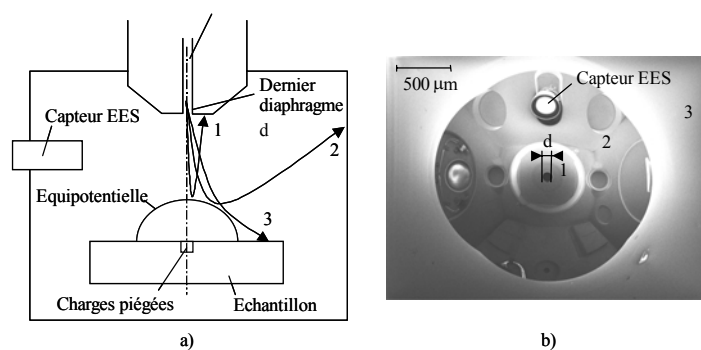 Dernier
diaphragme
Capteur EES
1
d
2
Equipotentielle
3
Charges piégées
Echantillon
a)
500 µm
Capteur EES
3
d
2
1
b)